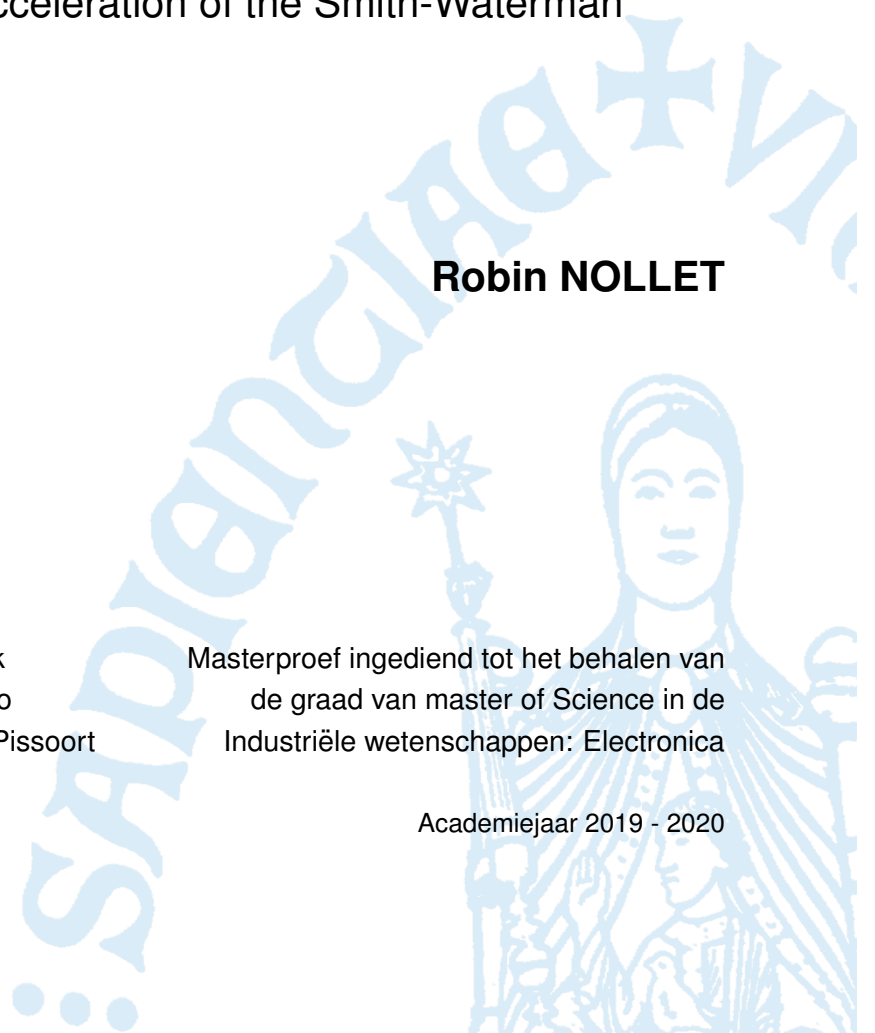 cceleration of the Smith-Waterman
Robin NOLLET
k
o
Pissoort
Masterproef ingediend tot het behalen van
de graad van master of Science in de
Industriële wetenschappen: Electronica
Academiejaar 2019 - 2020
SAPIENTIAE